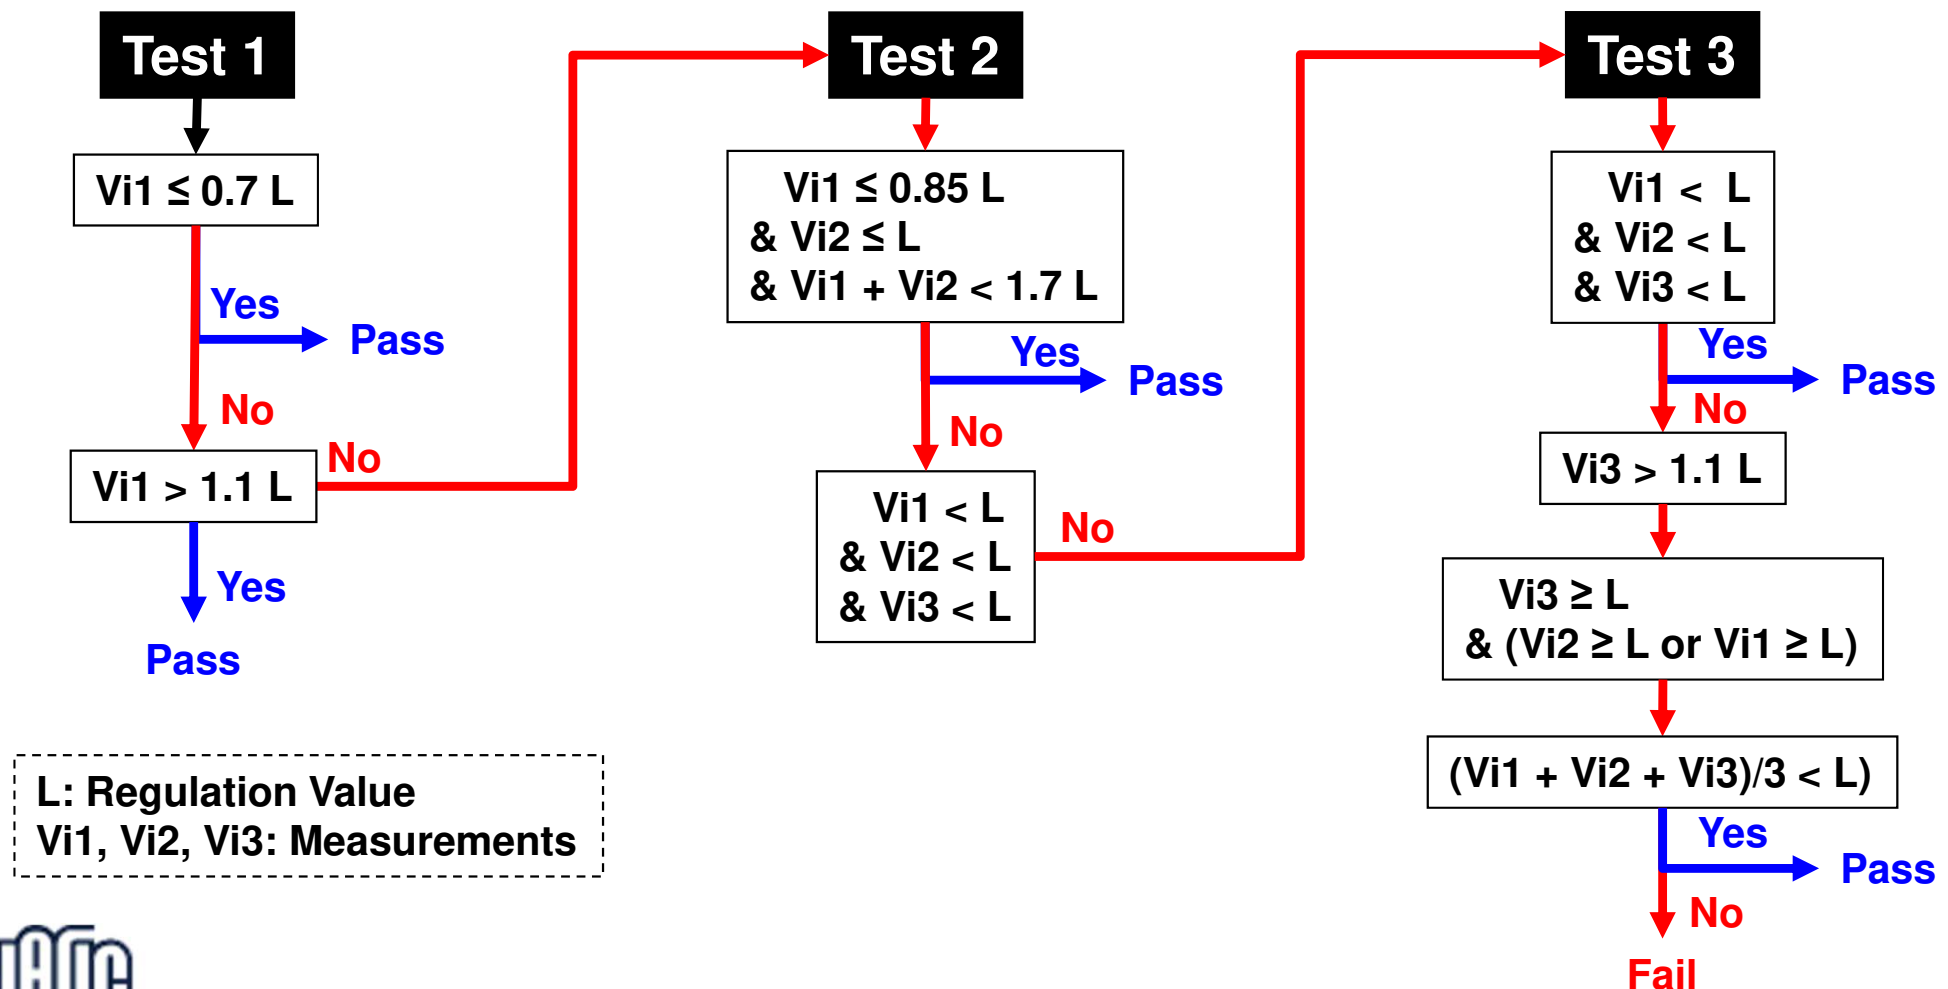 Test 1
Vi1 ≤ 0.7 L
Yes
Pass
No
Vi1 > 1.1 L
No
Yes
Pass
Test 2
Vi1 ≤ 0.85 L
& Vi2 ≤ L
& Vi1 + Vi2 < 1.7 L
Yes
Pass
No
Vi1 < L
& Vi2 < L
& Vi3 < L
No
Test 3
Vi1 < L
& Vi2 < L
& Vi3 < L
Yes
Pass
No
Vi3 > 1.1 L
Vi3 ≥ L
& (Vi2 ≥ L or Vi1 ≥ L)
(Vi1 + Vi2 + Vi3)/3 < L)
Yes
Pass
No
Fail
L: Regulation Value
Vi1, Vi2, Vi3: Measurements